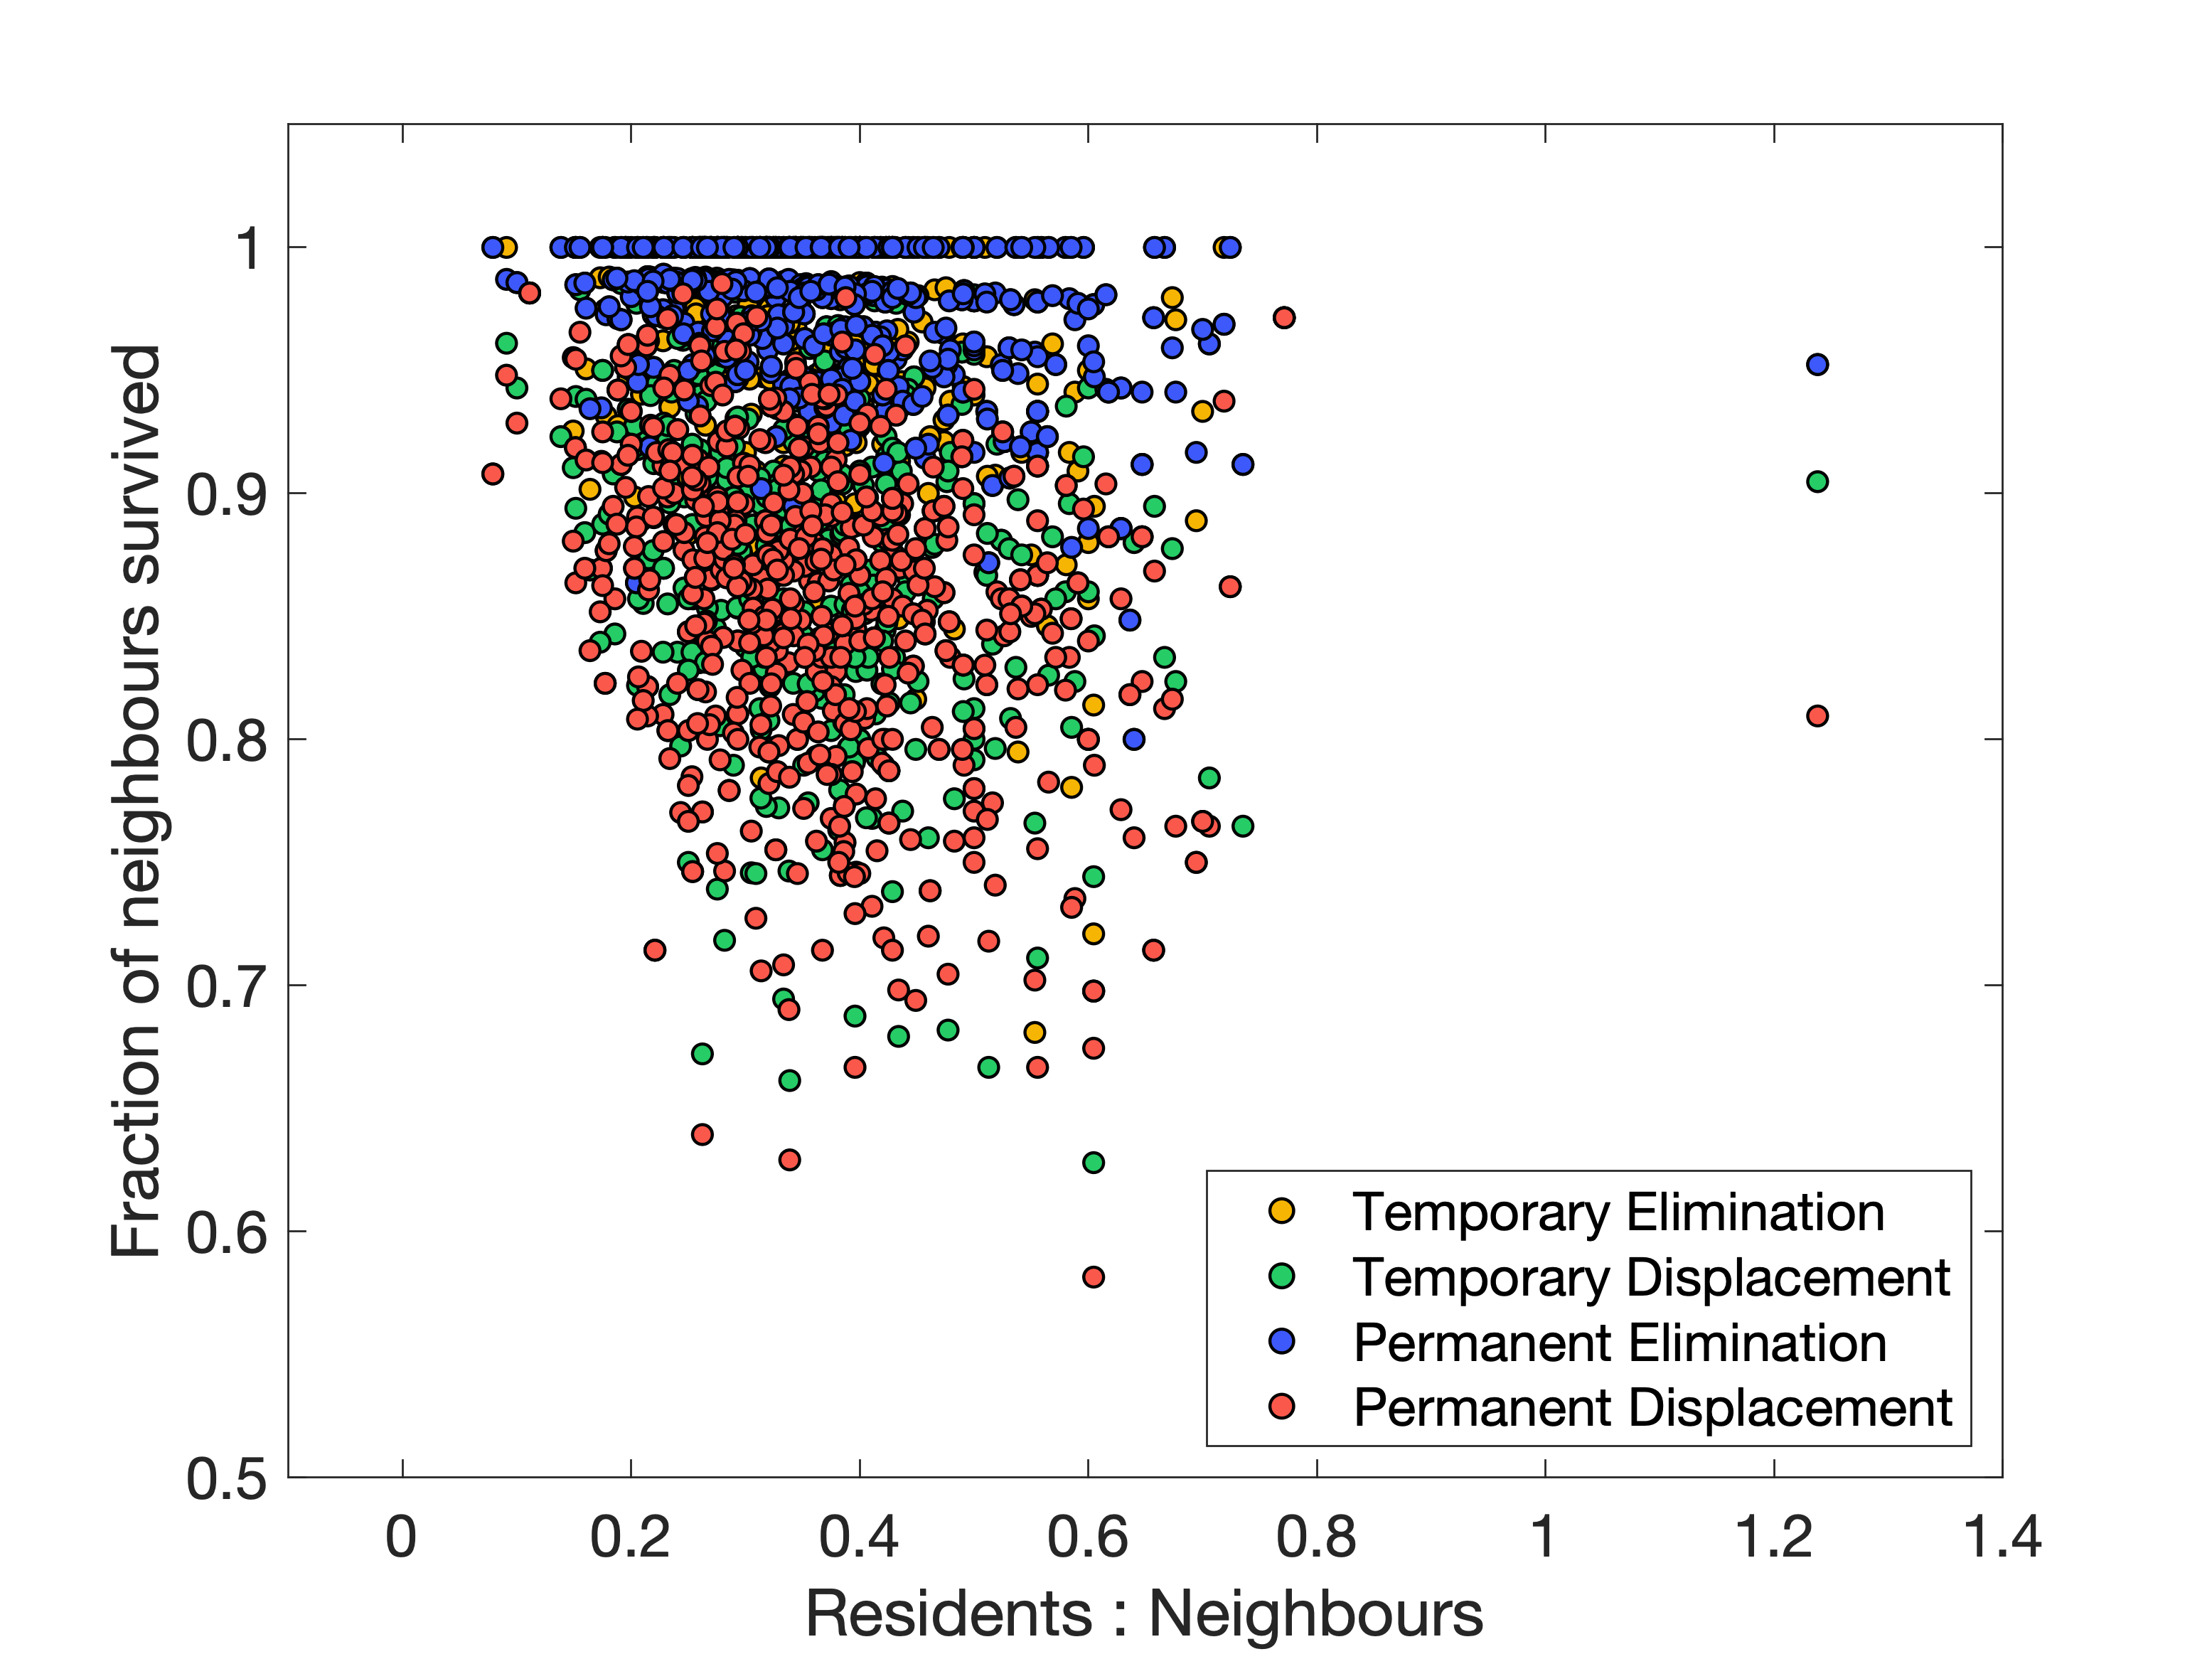 Fraction of neighbours survived
1
0.9
0.8
0.7
0.6
0.5
0
0.2
0.4
0.6
0.8
1
1.2
1.4
Residents : Neighbours
Temporary Elimination
Temporary Displacement
Permanent Elimination
Permanent Displacement